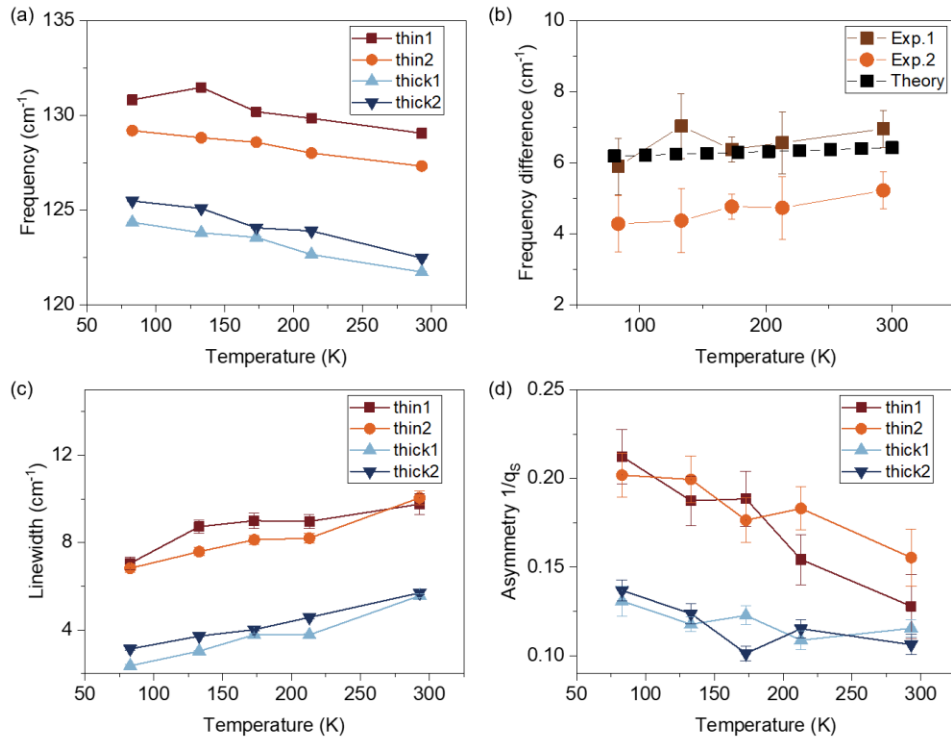 (a)
135
130
125
120
Frequency (cm-1)
50 100 150 200 250 300
Temperature (K)
thin1
thin2
thick1
thick2
(b)
10
8
6
4
2
Frequency difference (cm-1)
100 200 300
Temperature (K)
Exp.1
Exp.2
Theory
(c)
12
8
4
Linewidth (cm-1)
50 100 150 200 250 300
Temperature (K)
thin1
thin2
thick1
thick2
(d)
0.25
0.20
0.15
0.10
Asymmetry 1/qs
50 100 150 200 250 300
Temperature (K)
thin1
thin2
thick1
thick2